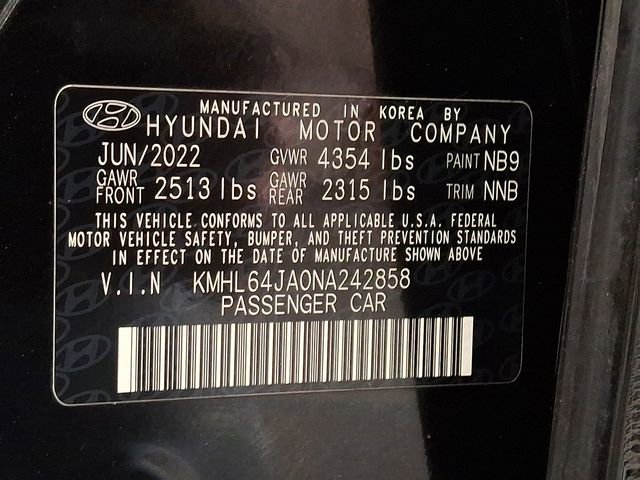 MANUFACTURED IN KOREA BY
HYUNDAI MOTOR COMPANY
JUN/2022 GVWR 4354 lbs PAINT NB9
GAWR FRONT 2513 lbs GAWR REAR 2315 lbs TRIM NNB
THIS VEHICLE CONFORMS TO ALL APPLICABLE U.S.A. FEDERAL
MOTOR VEHICLE SAFETY, BUMPER, AND THEFT PREVENTION STANDARDS
IN EFFECT ON THE DATE OF MANUFACTURE SHOWN ABOVE
V.I.N KMHL64JA0NA242858
PASSENGER CAR